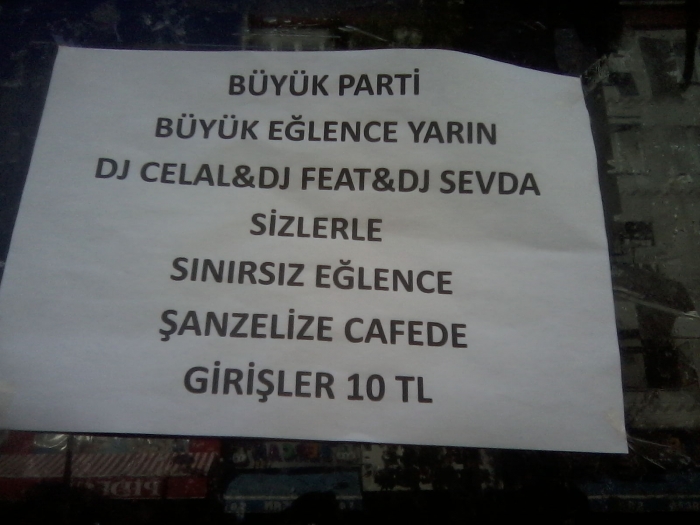 BÜYÜK PARTİ
BÜYÜK EĞLENCE YARIN
DJ CELAL&DJ FEAT&DJ SEVDA
SİZLERLE
SINIRSIZ EĞLENCE
ŞANZELİZE CAFEDE
GİRİŞLER 10 TL